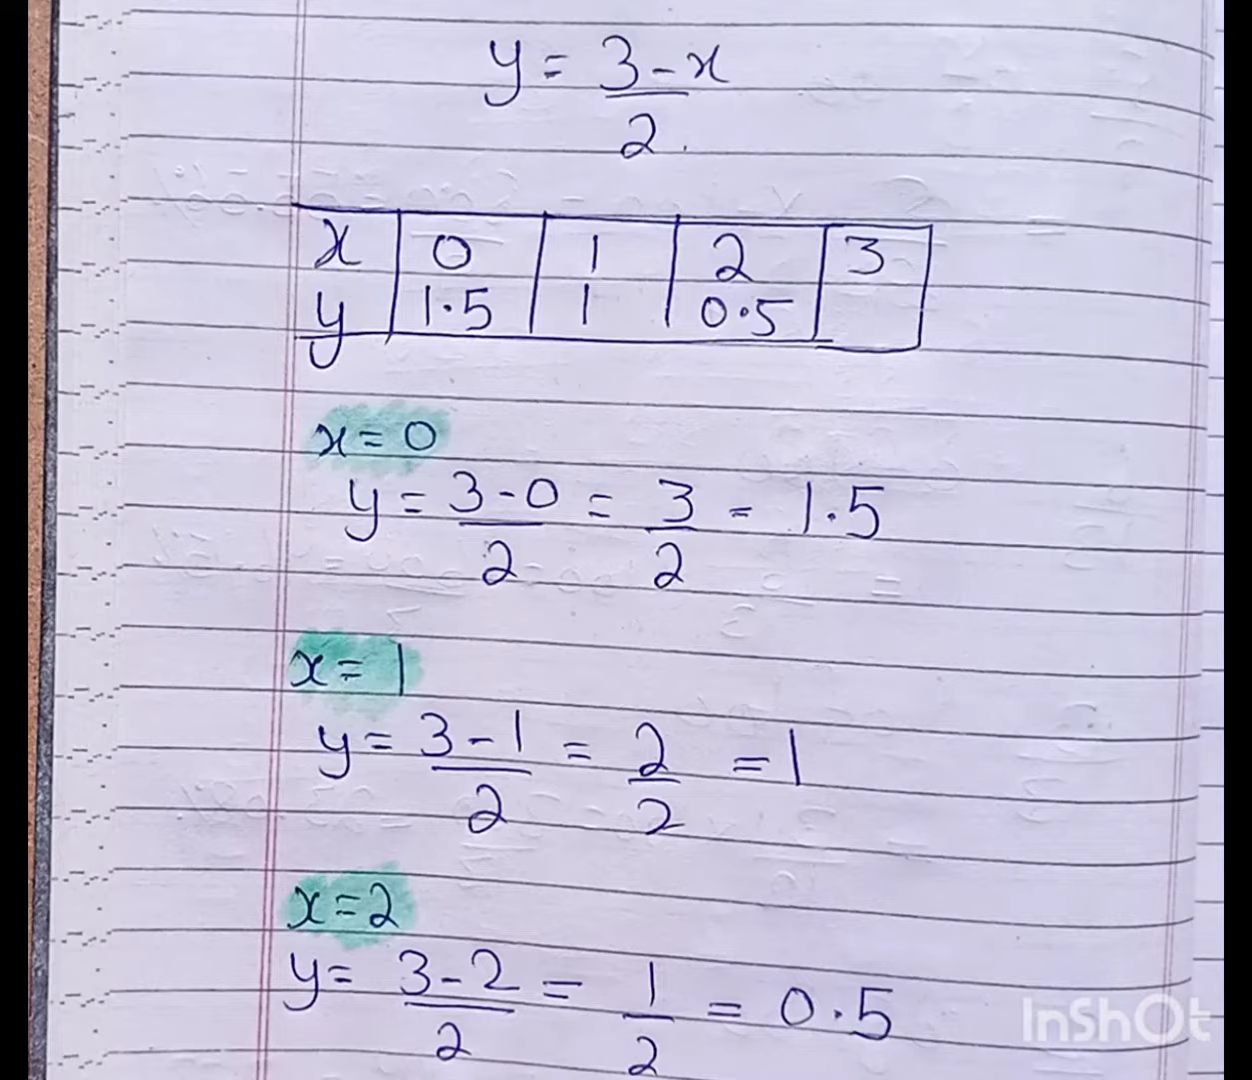 y = 3-x
2.
x 0 1 2 3
y 1.5 1 0.5
x=0
y = 3-0 = 3 = 1.5
2 2
x=1
y = 3-1 = 2 = 1
2 2
x=2
y= 3-2 = 1 = 0.5
2 2
InShOt